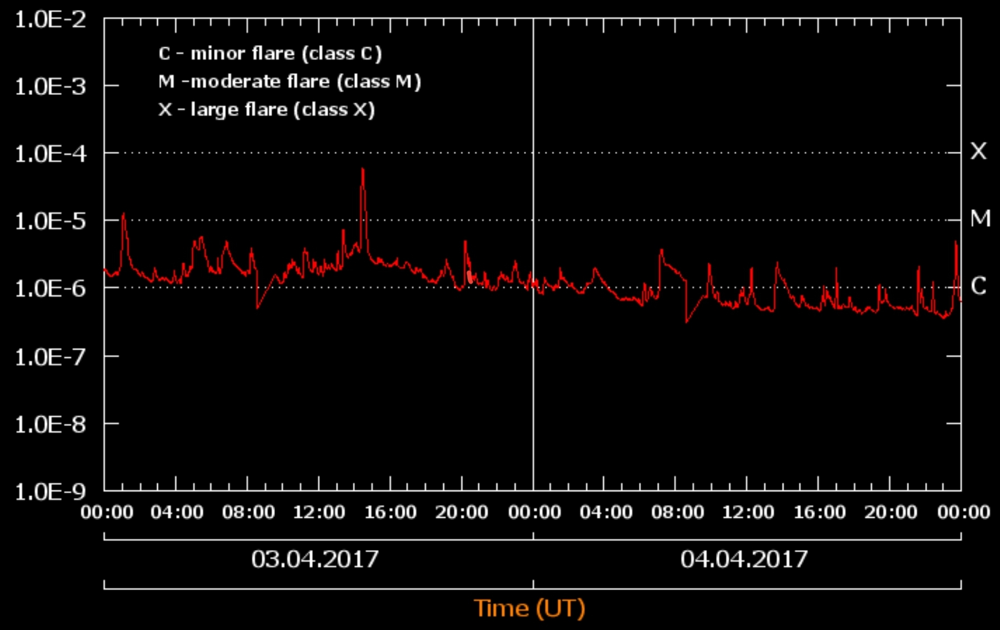 1.0E-2
C - minor flare (class C)
M -moderate flare (class M)
1.0E-3
X - large flare (class X)
1.0E-4 X
1.0E-5 M
1.0E-6 C
1.0E-7
1.0E-8
1.0E-9
00:00 04:00 08:00 12:00 16:00 20:00 00:00 04:00 08:00 12:00 16:00 20:00 00:00
03.04.2017 04.04.2017
Time (UT)